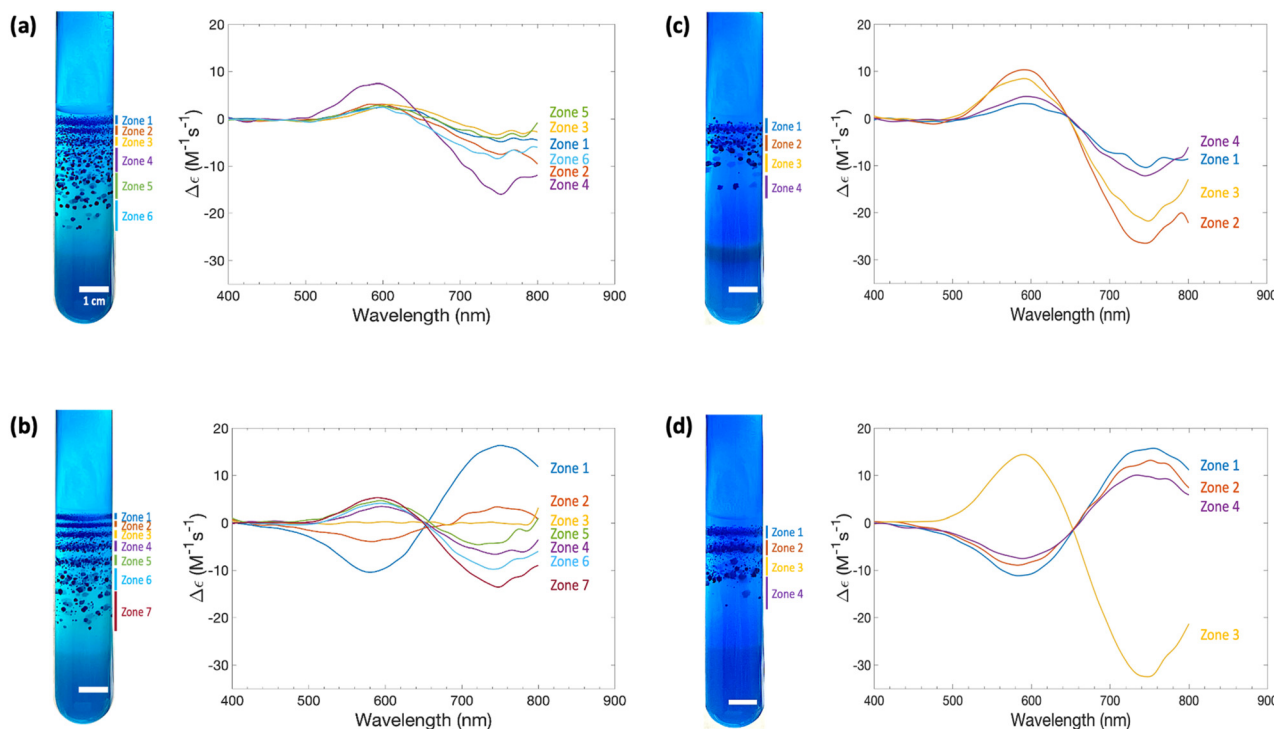 (a)
Zone 1
Zone 2
Zone 3
Zone 4
Zone 5
Zone 6
1 cm
20
10
0
-10
-20
-30
Δϵ (M⁻¹s⁻¹)
400
500
600
700
800
900
Wavelength (nm)
Zone 5
Zone 3
Zone 1
Zone 6
Zone 2
Zone 4
(c)
Zone 1
Zone 2
Zone 3
Zone 4
20
10
0
-10
-20
-30
Δϵ (M⁻¹s⁻¹)
400
500
600
700
800
900
Wavelength (nm)
Zone 4
Zone 1
Zone 3
Zone 2
(b)
Zone 1
Zone 2
Zone 3
Zone 4
Zone 5
Zone 6
Zone 7
20
10
0
-10
-20
-30
Δϵ (M⁻¹s⁻¹)
400
500
600
700
800
900
Wavelength (nm)
Zone 1
Zone 2
Zone 3
Zone 5
Zone 4
Zone 6
Zone 7
(d)
Zone 1
Zone 2
Zone 3
Zone 4
20
10
0
-10
-20
-30
Δϵ (M⁻¹s⁻¹)
400
500
600
700
800
900
Wavelength (nm)
Zone 1
Zone 2
Zone 4
Zone 3